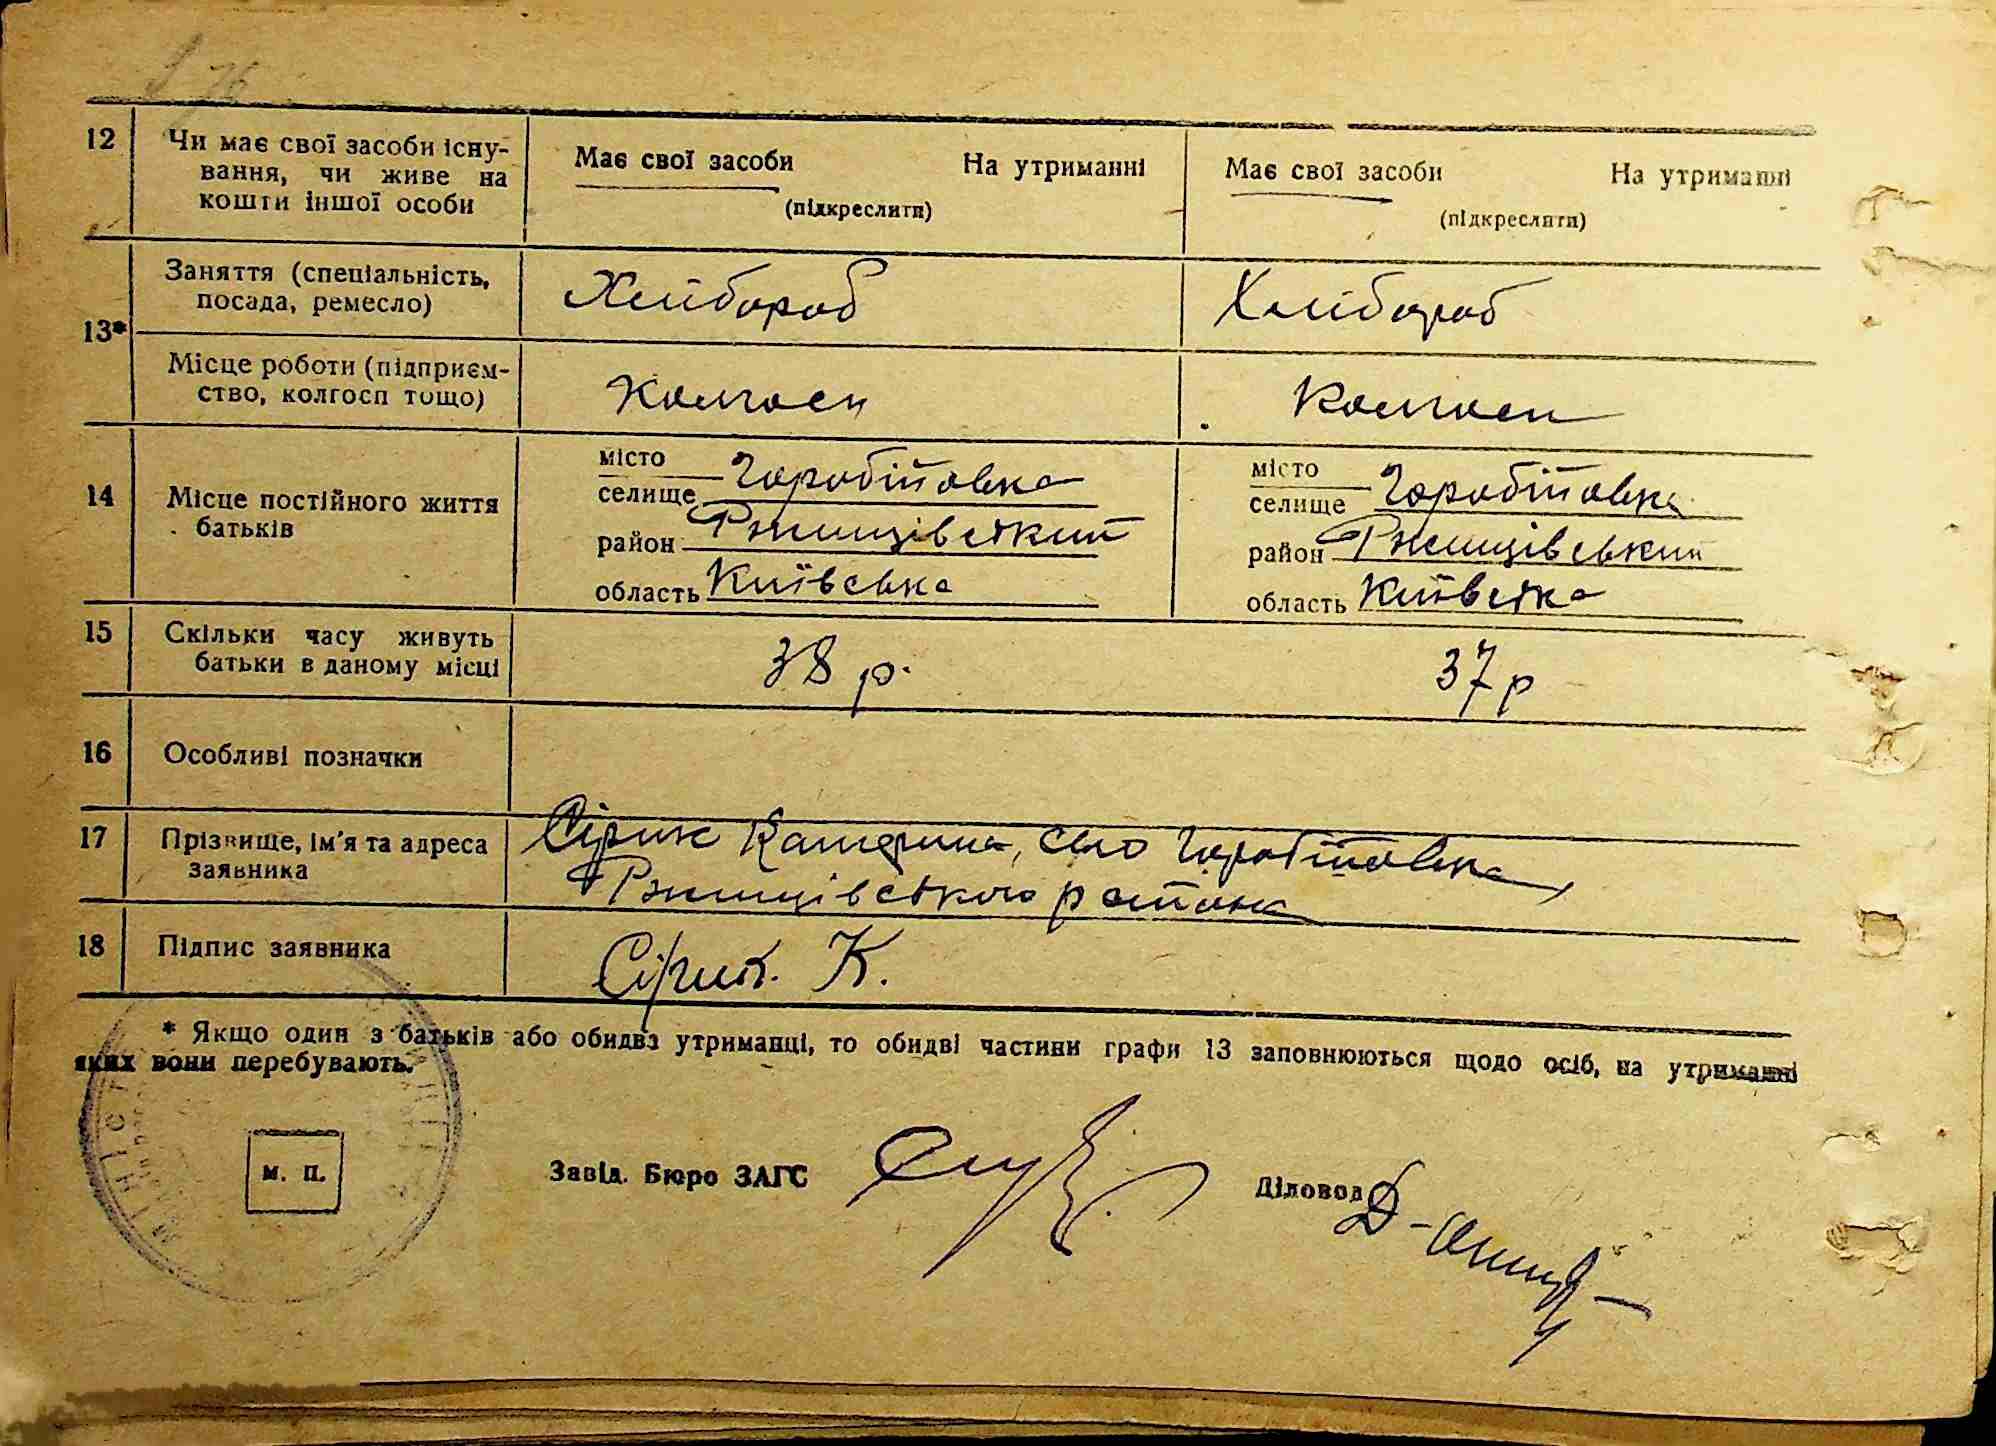 12 Чи має свої засоби існу-
вання, чи живе на
кошти іншої особи
Має свої засоби На утриманні
(підкреслити)
Має свої засоби На утриманні
(підкреслити)
13* Заняття (спеціальність,
посада, ремесло)
Хлібороб
Хлібороб
Місце роботи (підприєм-
ство, колгосп тощо)
Колгосп
Колгосп
14 Місце постійного життя
батьків
місто
селище Горобіївка
район Ржищівський
область Київська
місто
селище Горобіївка
район Ржищівський
область Київська
15 Скільки часу живуть
батьки в даному місці
38 р.
37 р
16 Особливі позначки
17 Прізвище, ім'я та адреса
заявника
Сірик Катерина, село Горобіївка,
Ржищівського района
18 Підпис заявника
Сірик. К.
* Якщо один з батьків або обидва утриманці, то обидві частини графи 13 заповнюються щодо осіб, на утриманні
яких вони перебувають.
м. п.
Завід. Бюро ЗАГС
Діловод